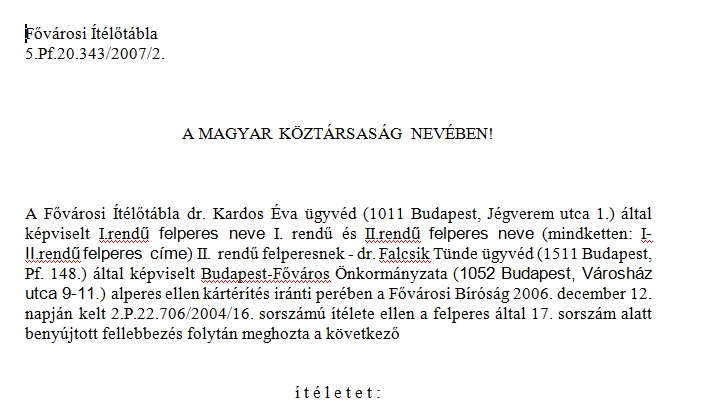 Fővárosi Ítélőtábla
5.Pf.20.343/2007/2.
A MAGYAR KÖZTÁRSASÁG NEVÉBEN!
A Fővárosi Ítélőtábla dr. Kardos Éva ügyvéd (1011 Budapest, Jégverem utca 1.) által
képviselt I.rendű felperes neve I. rendű és II.rendű felperes neve (mindketten: I-
II.rendű felperes címe) II. rendű felperesnek - dr. Falcsik Tünde ügyvéd (1511 Budapest,
Pf. 148.) által képviselt Budapest-Főváros Önkormányzata (1052 Budapest, Városház
utca 9-11.) alperes ellen kártérítés iránti perében a Fővárosi Bíróság 2006. december 12.
napján kelt 2.P.22.706/2004/16. sorszámú ítélete ellen a felperes által 17. sorszám alatt
benyújtott fellebbezés folytán meghozta a következő
í t é l e t e t :